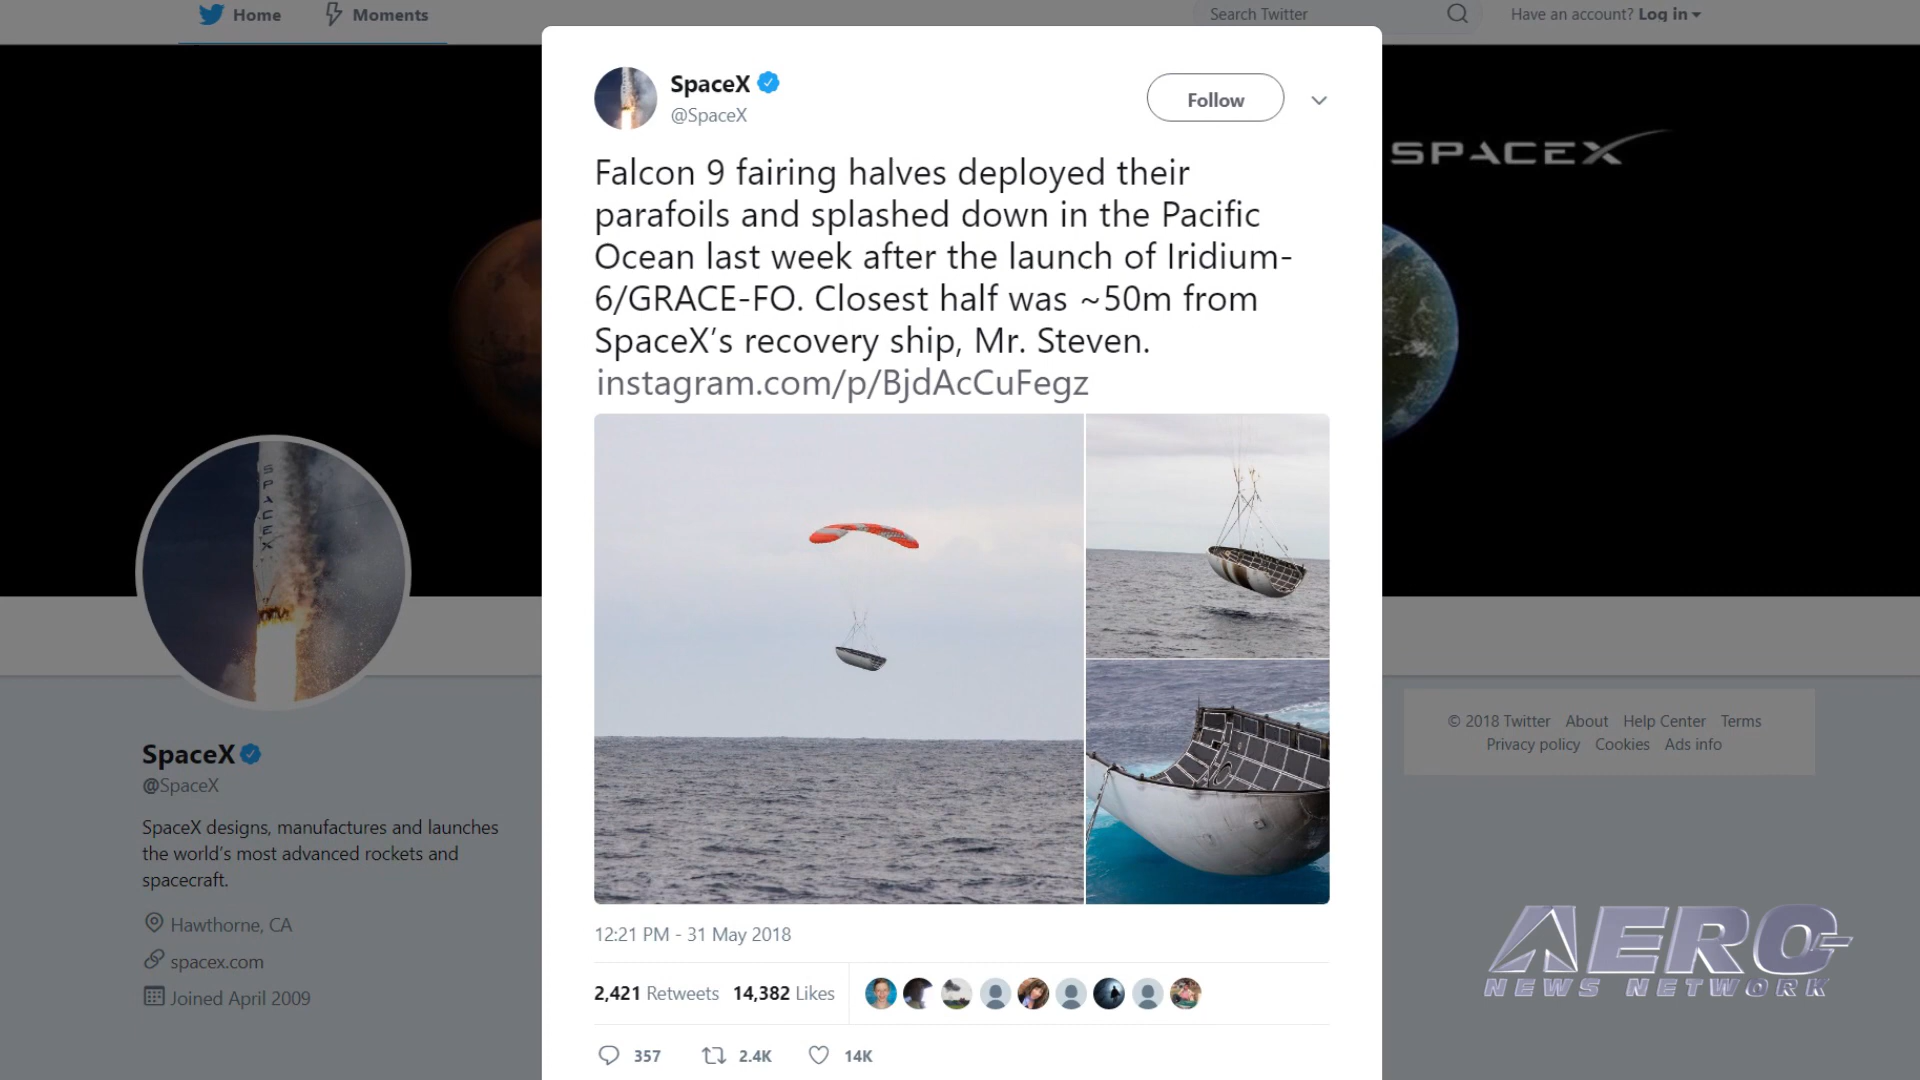 Home
Moments
Search Twitter
Have an account? Log in
SpaceX
@SpaceX
Follow
SPACEX
Falcon 9 fairing halves deployed their
parafoils and splashed down in the Pacific
Ocean last week after the launch of Iridium-
6/GRACE-FO. Closest half was ~50m from
SpaceX's recovery ship, Mr. Steven.
instagram.com/p/BjdAcCuFegz
SPACEX
SpaceX
@SpaceX
SpaceX designs, manufactures and launches
the world's most advanced rockets and
spacecraft.
Hawthorne, CA
spacex.com
Joined April 2009
12:21 PM - 31 May 2018
2,421 Retweets 14,382 Likes
357 2.4K 14K
© 2018 Twitter About Help Center Terms
Privacy policy Cookies Ads info
AERO-
NEWS NETWORK